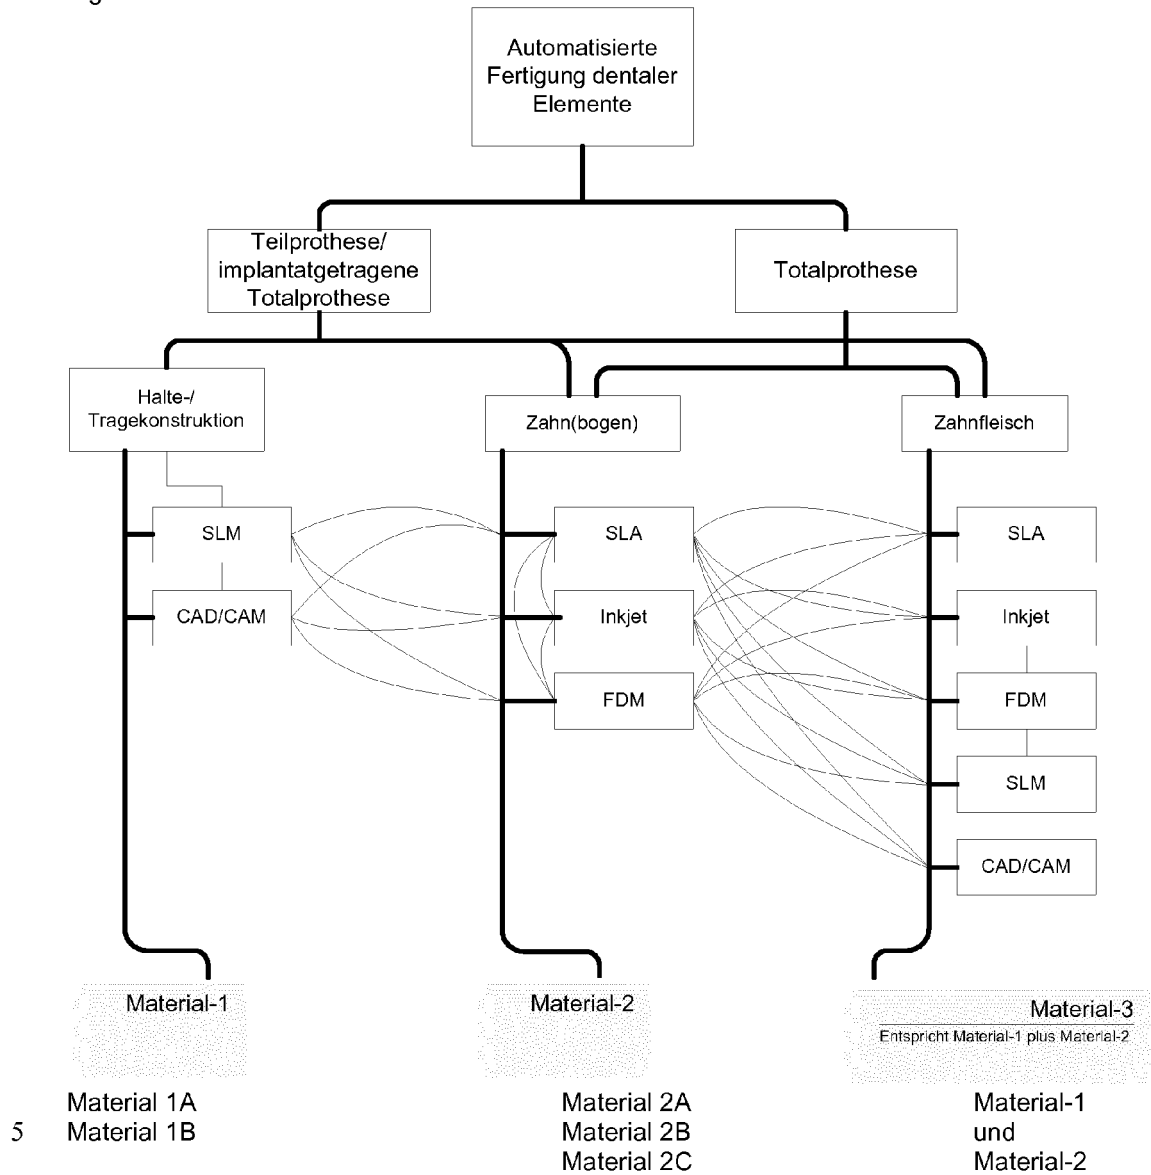 Automatisierte
Fertigung dentaler
Elemente
Teilprothese/
implantatgetragene
Totalprothese
Totalprothese
Halte-/
Tragekonstruktion
Zahn(bogen)
Zahnfleisch
SLM
SLA
SLA
CAD/CAM
Inkjet
Inkjet
FDM
FDM
SLM
CAD/CAM
Material-1
Material-2
Material-3
Entspricht Material-1 plus Material-2
Material 1A
Material 2A
Material-1
5 Material 1B
Material 2B
und
Material 2C
Material-2